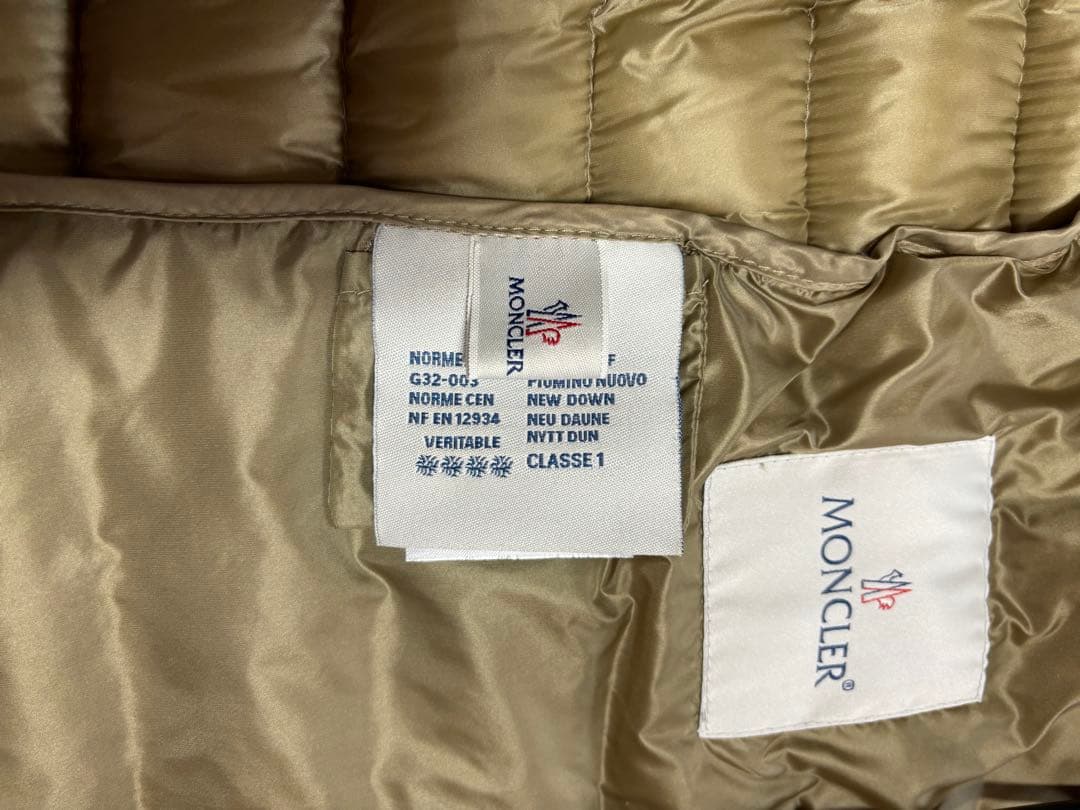 MONCLER
NORME
G32-003
NORME CEN
NF EN 12934
VERITABLE
F
PIUMINO NUOVO
NEW DOWN
NEU DAUNE
NYTT DUN
CLASSE 1
MONCLER®